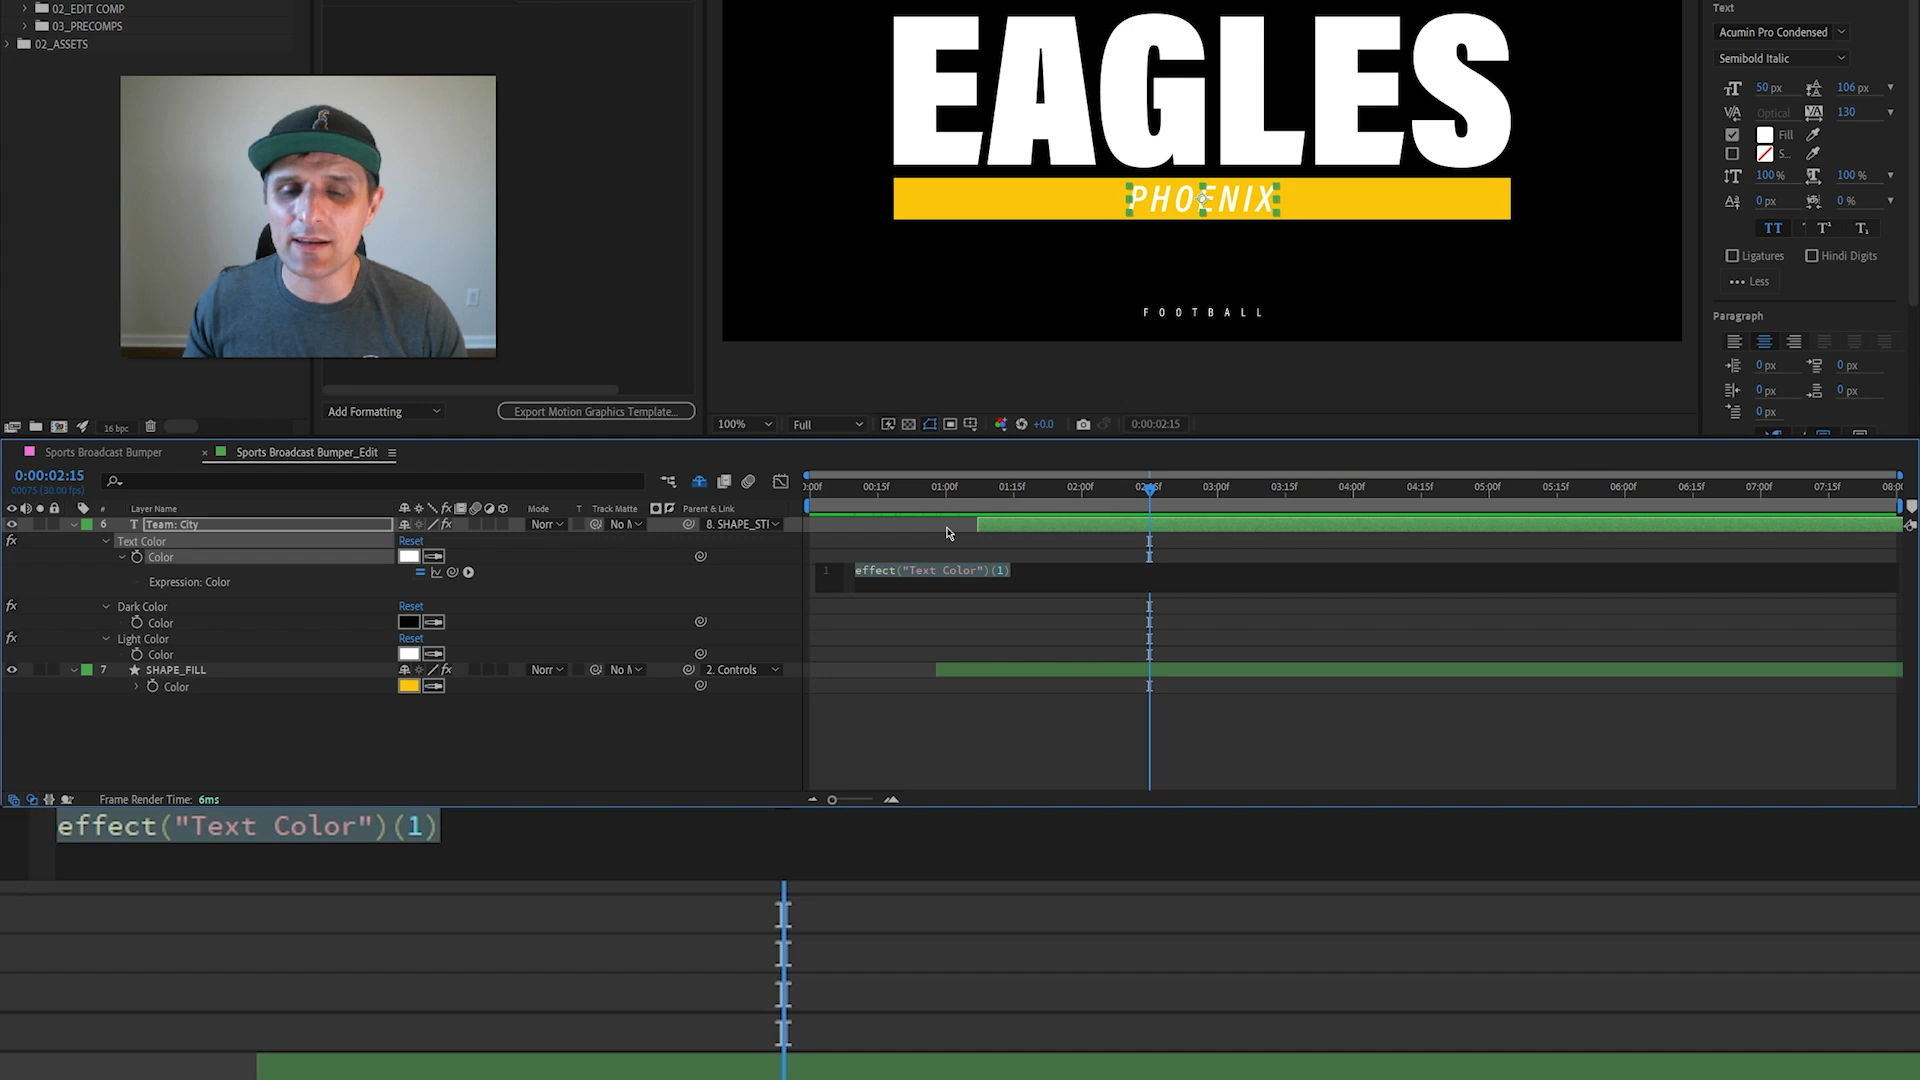 02_EDIT COMP
03_PRECOMPS
02_ASSETS
Add Formatting
Export Motion Graphics Template...
16 bpc
EAGLES
PHOENIX
FOOTBALL
100%
Full
+0.0
0:00:02:15
Text
Acumin Pro Condensed
Semibold Italic
50 px
106 px
Optical
130
Fill
S...
100 %
100 %
0 px
0 %
TT
T¹
T₁
Ligatures
Hindi Digits
Less
Paragraph
0 px
0 px
0 px
0 px
0 px
Sports Broadcast Bumper
Sports Broadcast Bumper_Edit
0:00:02:15
00075 (30.00 fps)
# Layer Name
Mode
T Track Matte
Parent & Link
00:15f
01:00f
01:15f
02:00f
03:00f
03:15f
04:00f
04:15f
05:00f
05:15f
06:00f
06:15f
07:00f
07:15f
6 T Team: City
Norr
No M
8. SHAPE_STI
fx Text Color
Reset
Color
Expression: Color
1 effect("Text Color")(1)
fx Dark Color
Reset
Color
fx Light Color
Reset
Color
7 SHAPE_FILL
Norr
No M
2. Controls
Color
Frame Render Time: 6ms
effect("Text Color")(1)